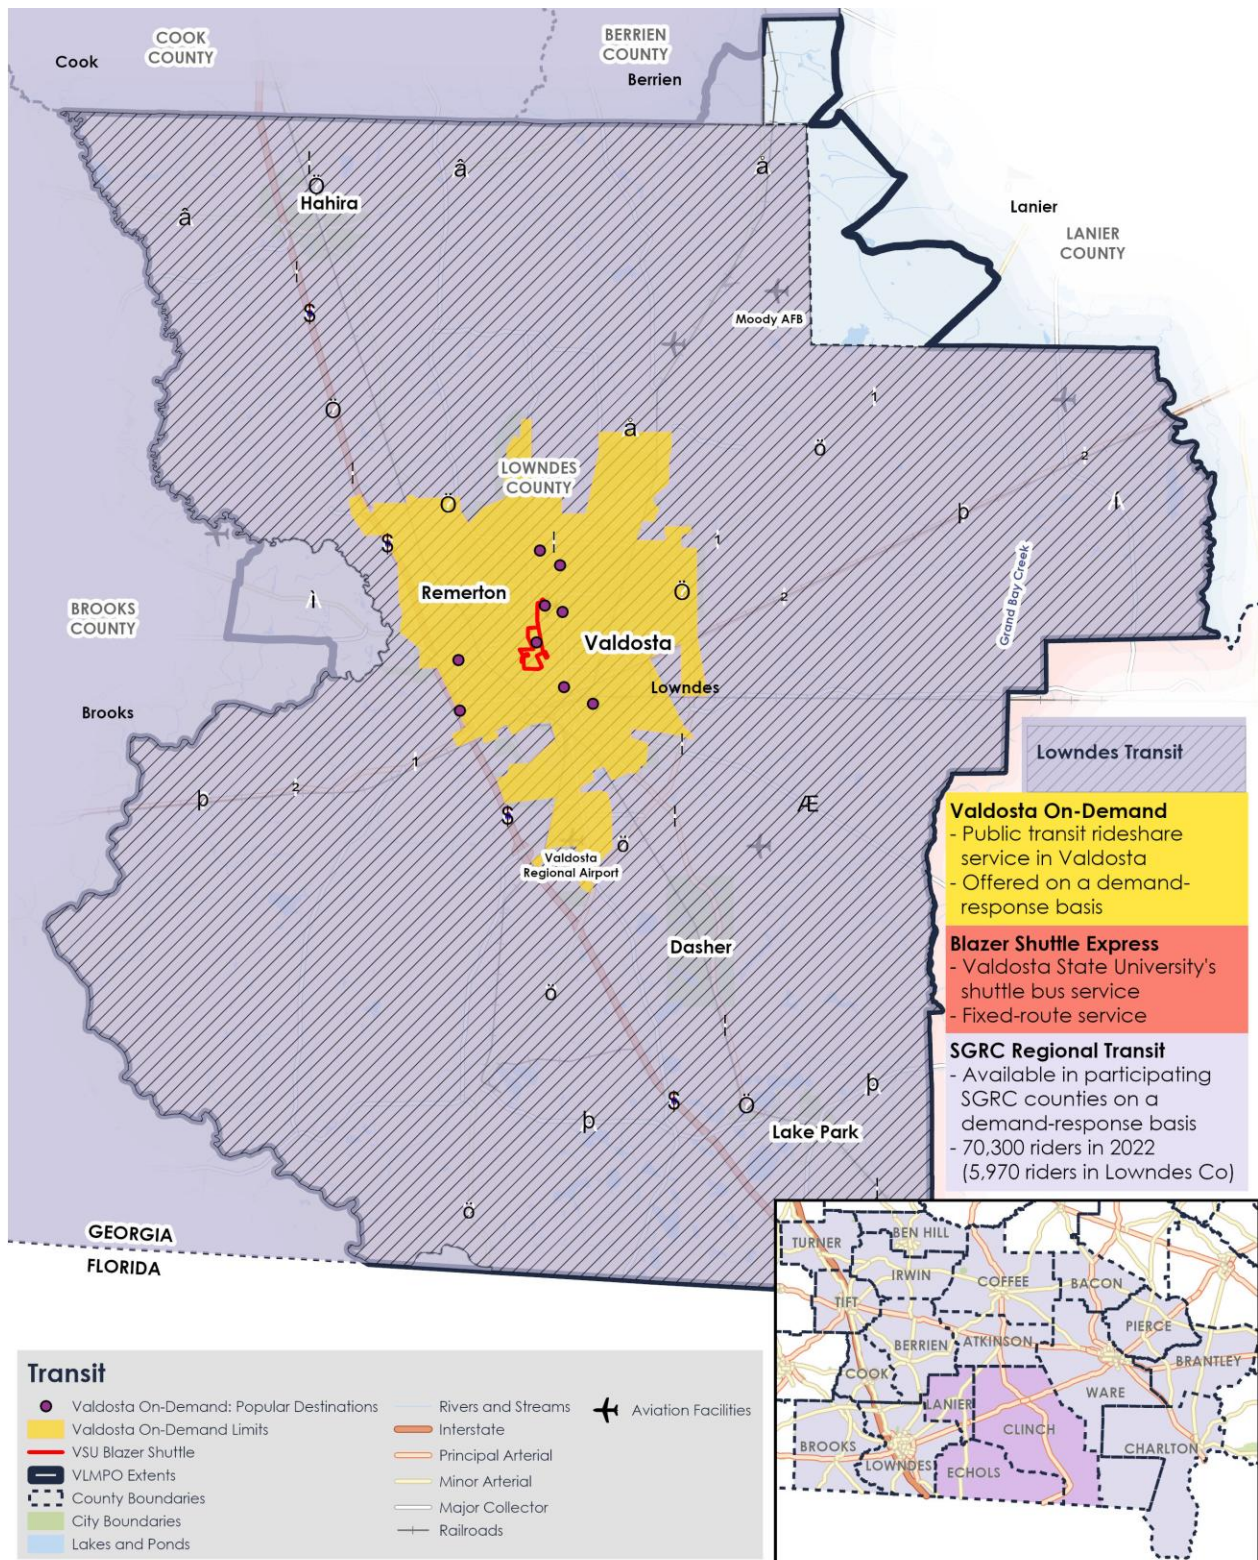 COOK
COUNTY
Cook
BERRIEN
COUNTY
Berrien
Hahira
Lanier
LANIER
COUNTY
Moody AFB
LOWNDES
COUNTY
Remerton
Valdosta
Lowndes
Grand Bay Creek
BROOKS
COUNTY
Brooks
Valdosta
Regional Airport
Dasher
Lake Park
GEORGIA
FLORIDA
â
Ö
â
å
$
Ö
1
å
ö
2
Ö
$
1
þ
Ö
2
þ
2
1
$
Æ
ö
ö
$
Ö
þ
þ
ö
Lowndes Transit
Valdosta On-Demand
- Public transit rideshare
service in Valdosta
- Offered on a demand-
response basis
Blazer Shuttle Express
- Valdosta State University's
shuttle bus service
- Fixed-route service
SGRC Regional Transit
- Available in participating
SGRC counties on a
demand-response basis
- 70,300 riders in 2022
(5,970 riders in Lowndes Co)
TURNER
BEN HILL
IRWIN
COFFEE
BACON
TIFT
PIERCE
BERRIEN
ATKINSON
BRANTLEY
COOK
WARE
LANIER
CLINCH
BROOKS
CHARLTON
LOWNDES
ECHOLS
Transit
Valdosta On-Demand: Popular Destinations
Valdosta On-Demand Limits
VSU Blazer Shuttle
VLMPO Extents
County Boundaries
City Boundaries
Lakes and Ponds
Rivers and Streams
Interstate
Principal Arterial
Minor Arterial
Major Collector
Railroads
Aviation Facilities